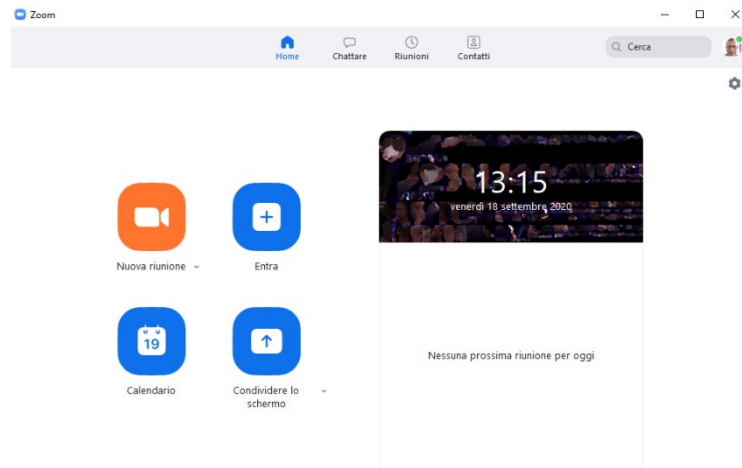 Zoom
Home
Chattare
Riunioni
Contatti
Cerca
13:15
venerdì 18 settembre 2020
Nuova riunione
Entra
19
Calendario
Condividere lo
schermo
Nessuna prossima riunione per oggi